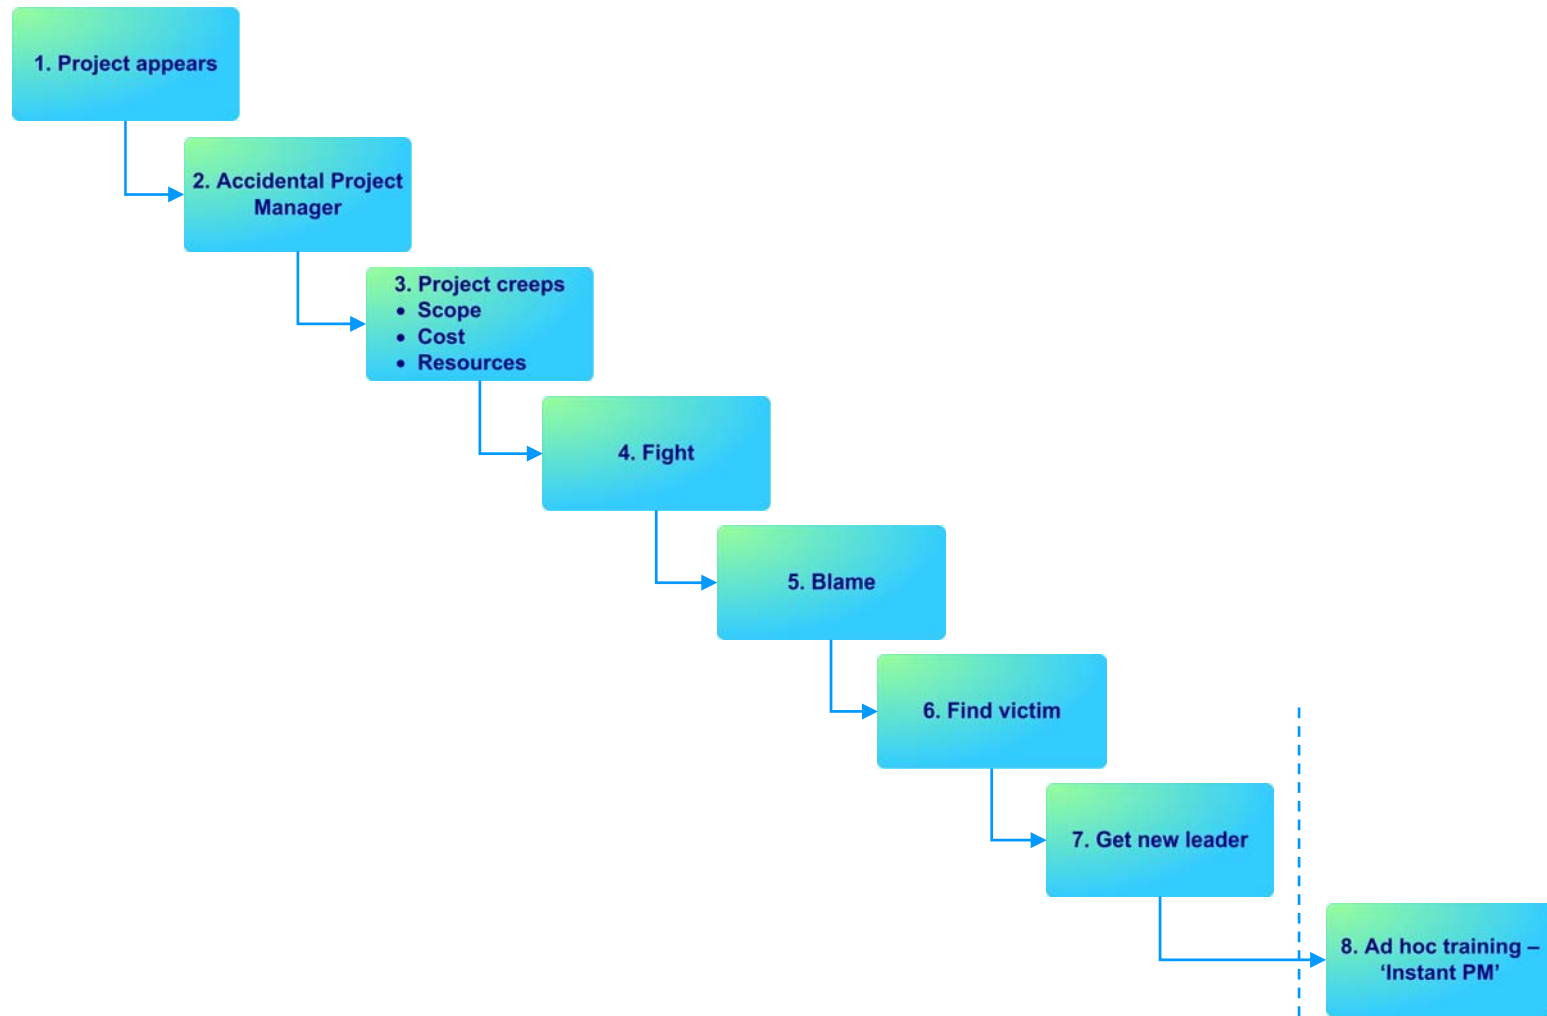 1. Project appears
2. Accidental Project
Manager
3. Project creeps
• Scope
• Cost
• Resources
4. Fight
5. Blame
6. Find victim
7. Get new leader
8. Ad hoc training –
‘Instant PM’